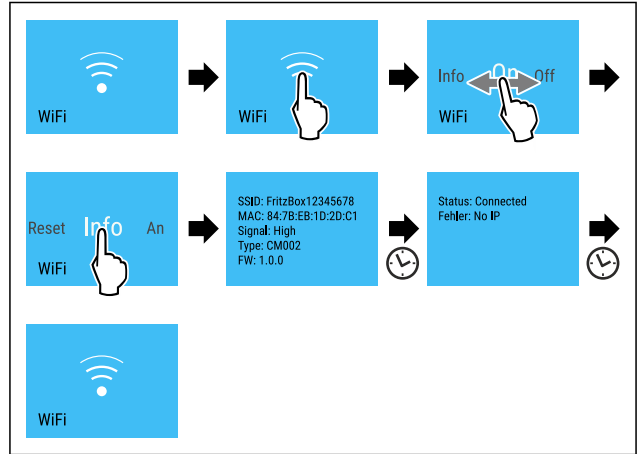 WiFi
WiFi
Info On Off
WiFi
Reset Info An
WiFi
SSID: FritzBox12345678
MAC: 84:7B:EB:1D:2D:C1
Signal: High
Type: CM002
FW: 1.0.0
Status: Connected
Fehler: No IP
WiFi